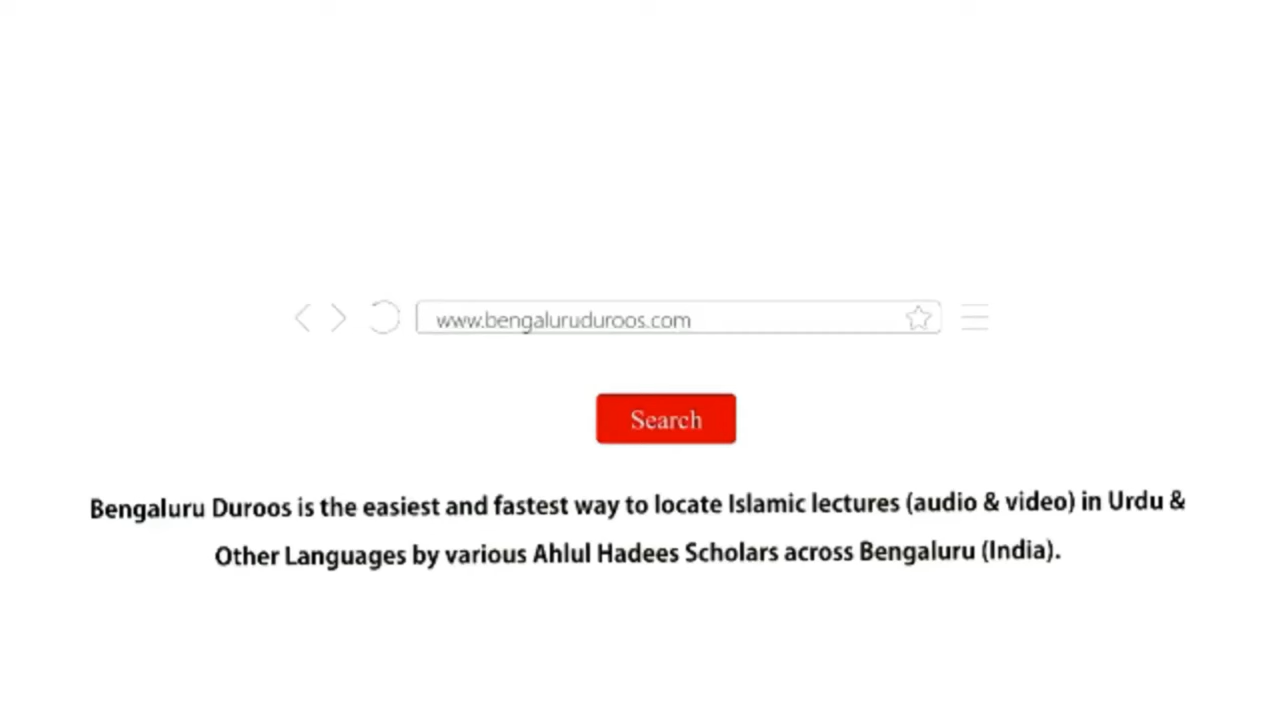 www.bengaluruduroos.com
Search
Bengaluru Duroos is the easiest and fastest way to locate Islamic lectures (audio & video) in Urdu &
Other Languages by various Ahlul Hadees Scholars across Bengaluru (India).